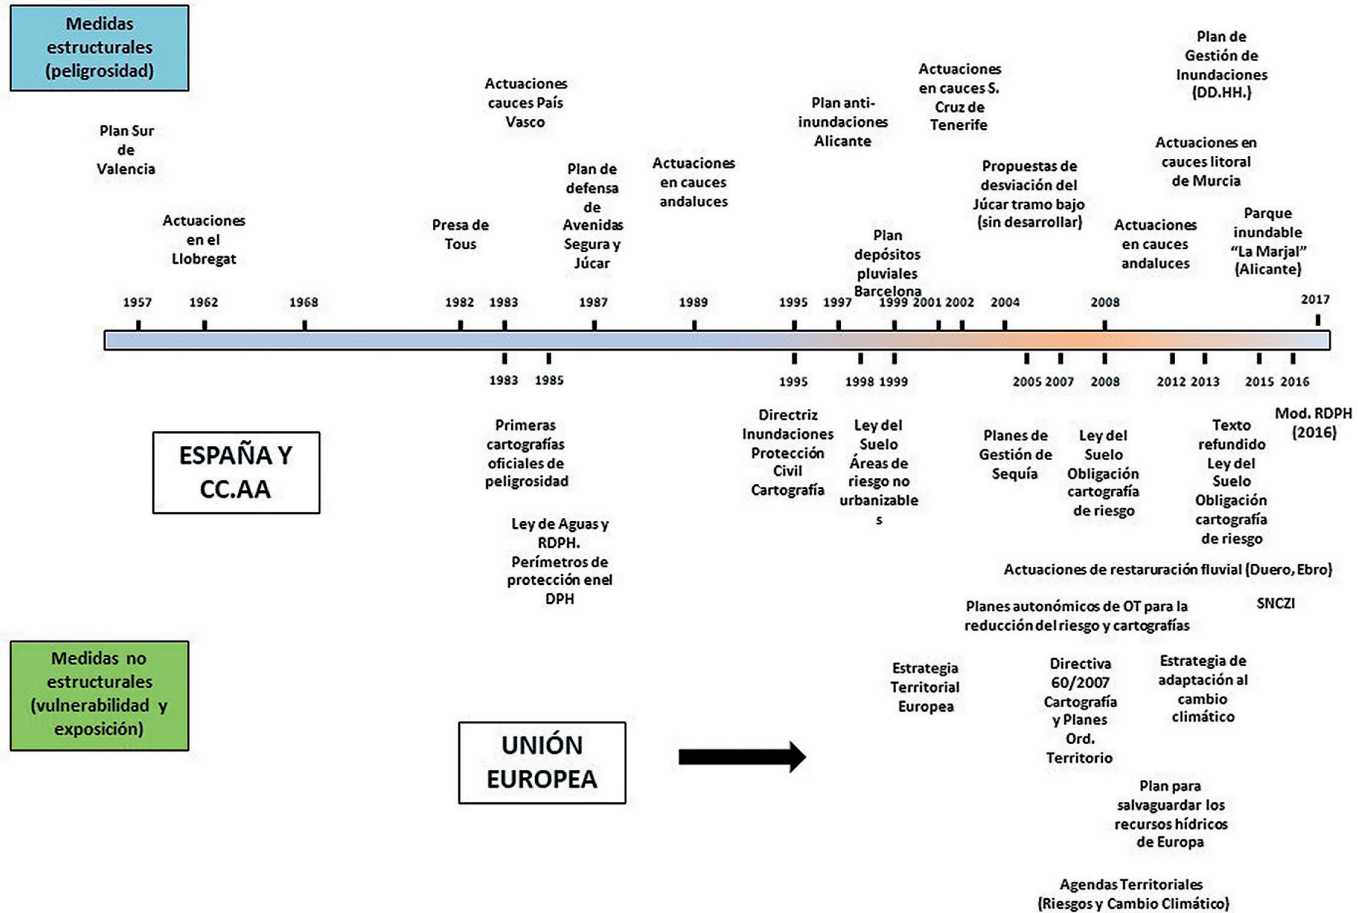 Medidas
estructurales
(peligrosidad)
Plan Sur
de
Valencia
Actuaciones
en el
Llobregat
Presa de
Tous
Actuaciones
cauces País
Vasco
Plan de
defensa
de
Avenidas
Segura y
Júcar
Actuaciones
en cauces
andaluces
Plan anti-
inundaciones
Alicante
Plan
depósitos
pluviales
Barcelona
Actuaciones
en cauces S.
Cruz de
Tenerife
Propuestas de
desviación del
Júcar tramo bajo
(sin desarrollar)
Actuaciones
en cauces
andaluces
Plan de
Gestión de
Inundaciones
(DD.HH.)
Actuaciones en
cauces litoral
de Murcia
Parque
inundable
“La Marjal”
(Alicante)
1957 1962 1968 1982 1983 1987 1989 1995 1997 1999 2001 2002 2004 2008 2017
1983 1985 1995 1998 1999 2005 2007 2008 2012 2013 2015 2016
ESPAÑA Y
CC.AA
Primeras
cartografías
oficiales de
peligrosidad
Ley de Aguas y
RDPH.
Perímetros de
protección enel
DPH
Directriz
Inundaciones
Protección
Civil
Cartografía
Ley del
Suelo
Áreas de
riesgo no
urbanizable
s
Planes de
Gestión de
Sequía
Ley del
Suelo
Obligación
cartografía
de riesgo
Texto
refundido
Ley del
Suelo
Obligación
cartografía
de riesgo
Mod. RDPH
(2016)
Actuaciones de restaruración fluvial (Duero, Ebro)
Planes autonómicos de OT para la
reducción del riesgo y cartografías
SNCZI
Medidas no
estructurales
(vulnerabilidad y
exposición)
UNIÓN
EUROPEA
Estrategia
Territorial
Europea
Directiva
60/2007
Cartografía
y Planes
Ord.
Territorio
Estrategia de
adaptación al
cambio
climático
Plan para
salvaguardar los
recursos hídricos
de Europa
Agendas Territoriales
(Riesgos y Cambio Climático)